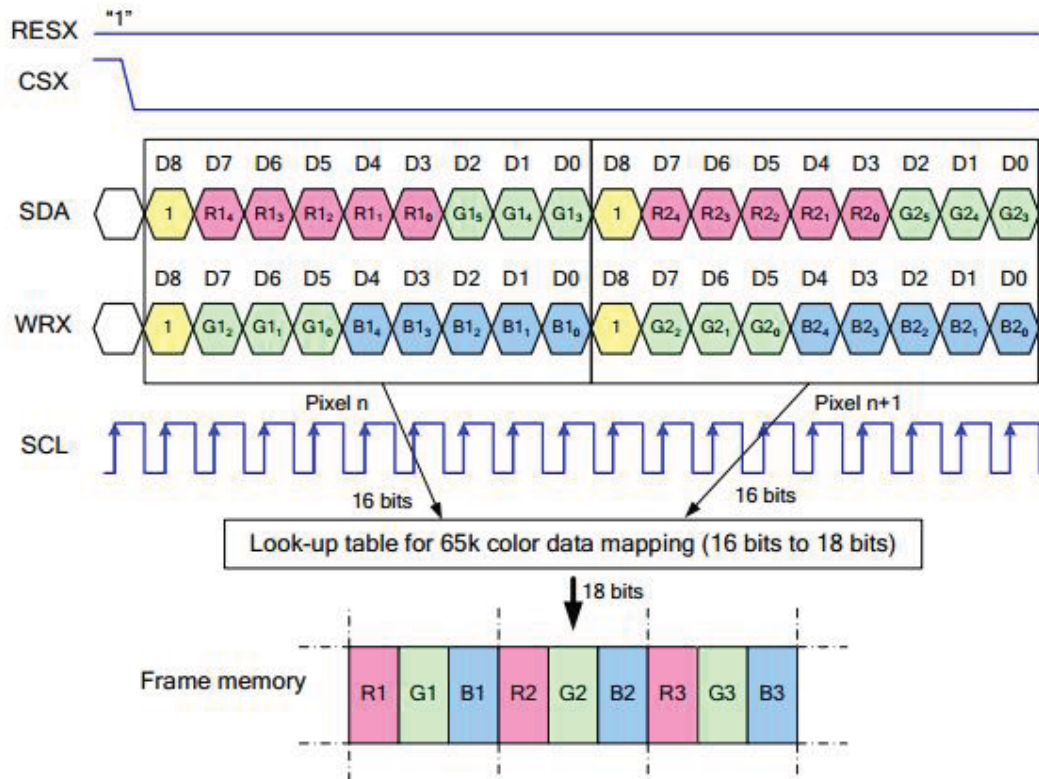 RESX “1”
CSX
D8 D7 D6 D5 D4 D3 D2 D1 D0 D8 D7 D6 D5 D4 D3 D2 D1 D0
SDA 1 R1₄ R1₃ R1₂ R1₁ R1₀ G1₅ G1₄ G1₃ 1 R2₄ R2₃ R2₂ R2₁ R2₀ G2₅ G2₄ G2₃
D8 D7 D6 D5 D4 D3 D2 D1 D0 D8 D7 D6 D5 D4 D3 D2 D1 D0
WRX 1 G1₂ G1₁ G1₀ B1₄ B1₃ B1₂ B1₁ B1₀ 1 G2₂ G2₁ G2₀ B2₄ B2₃ B2₂ B2₁ B2₀
Pixel n Pixel n+1
SCL
16 bits 16 bits
Look-up table for 65k color data mapping (16 bits to 18 bits)
18 bits
Frame memory R1 G1 B1 R2 G2 B2 R3 G3 B3